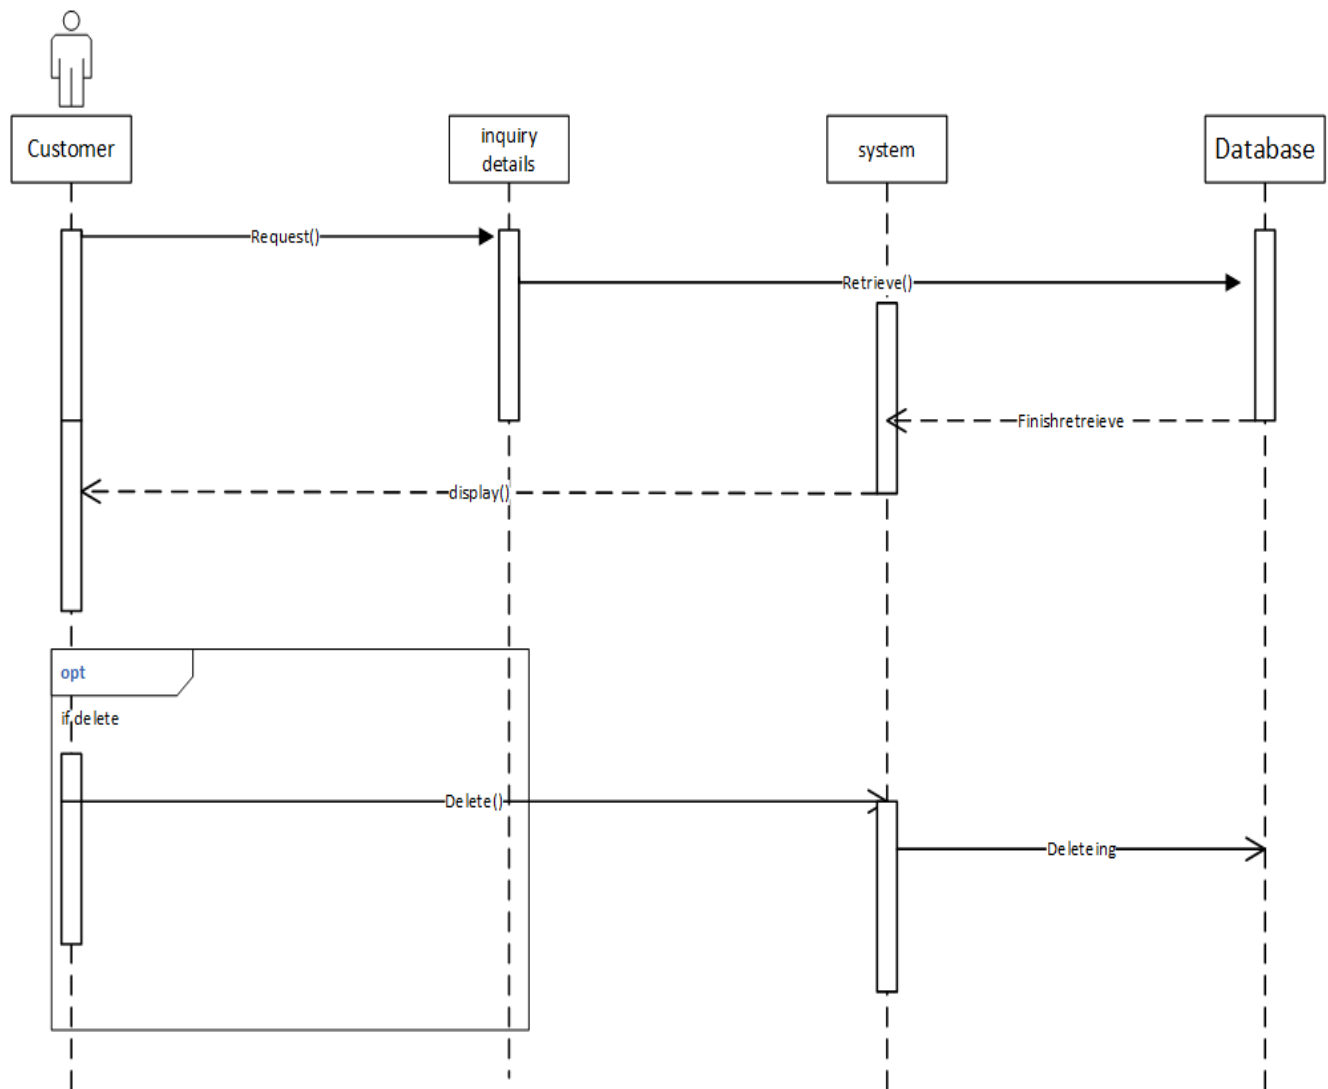 Customer
inquiry
details
system
Database
Request()
Retrieve()
Finishretreieve
display()
opt
if delete
Delete()
Deleteing